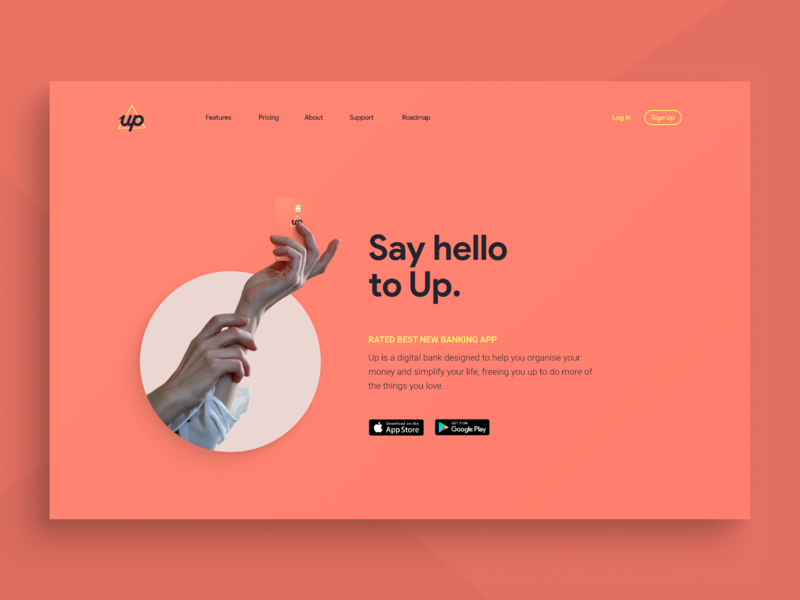 up
Features Pricing About Support Roadmap
Log In Sign Up
up
Say hello
to Up.
RATED BEST NEW BANKING APP
Up is a digital bank designed to help you organise your
money and simplify your life, freeing you up to do more of
the things you love.
Download on the
App Store
GET IT ON
Google Play